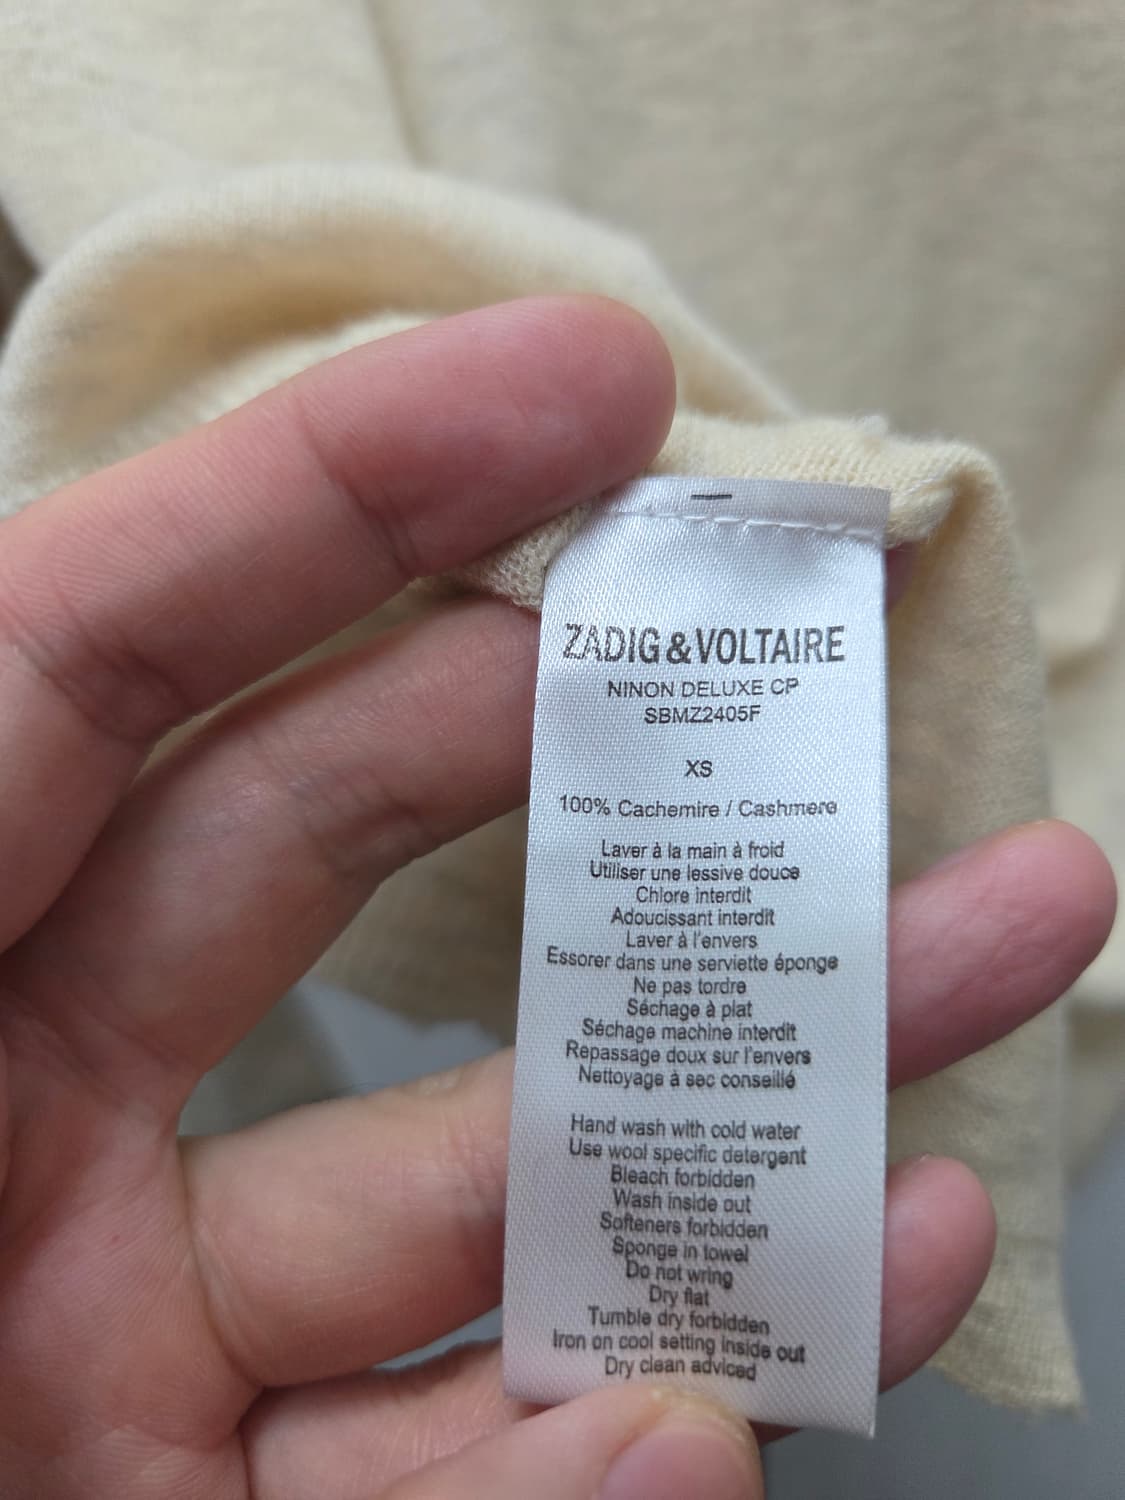 ZADIG&VOLTAIRE
NINON DELUXE CP
SBMZ2405F
XS
100% Cachemire / Cashmere
Laver à la main à froid
Utiliser une lessive douce
Chlore interdit
Adoucissant interdit
Laver à l'envers
Essorer dans une serviette éponge
Ne pas tordre
Séchage à plat
Séchage machine interdit
Repassage doux sur l'envers
Nettoyage à sec conseillé
Hand wash with cold water
Use wool specific detergent
Bleach forbidden
Wash inside out
Softeners forbidden
Sponge in towel
Do not wring
Dry flat
Tumble dry forbidden
Iron on cool setting inside out
Dry clean adviced